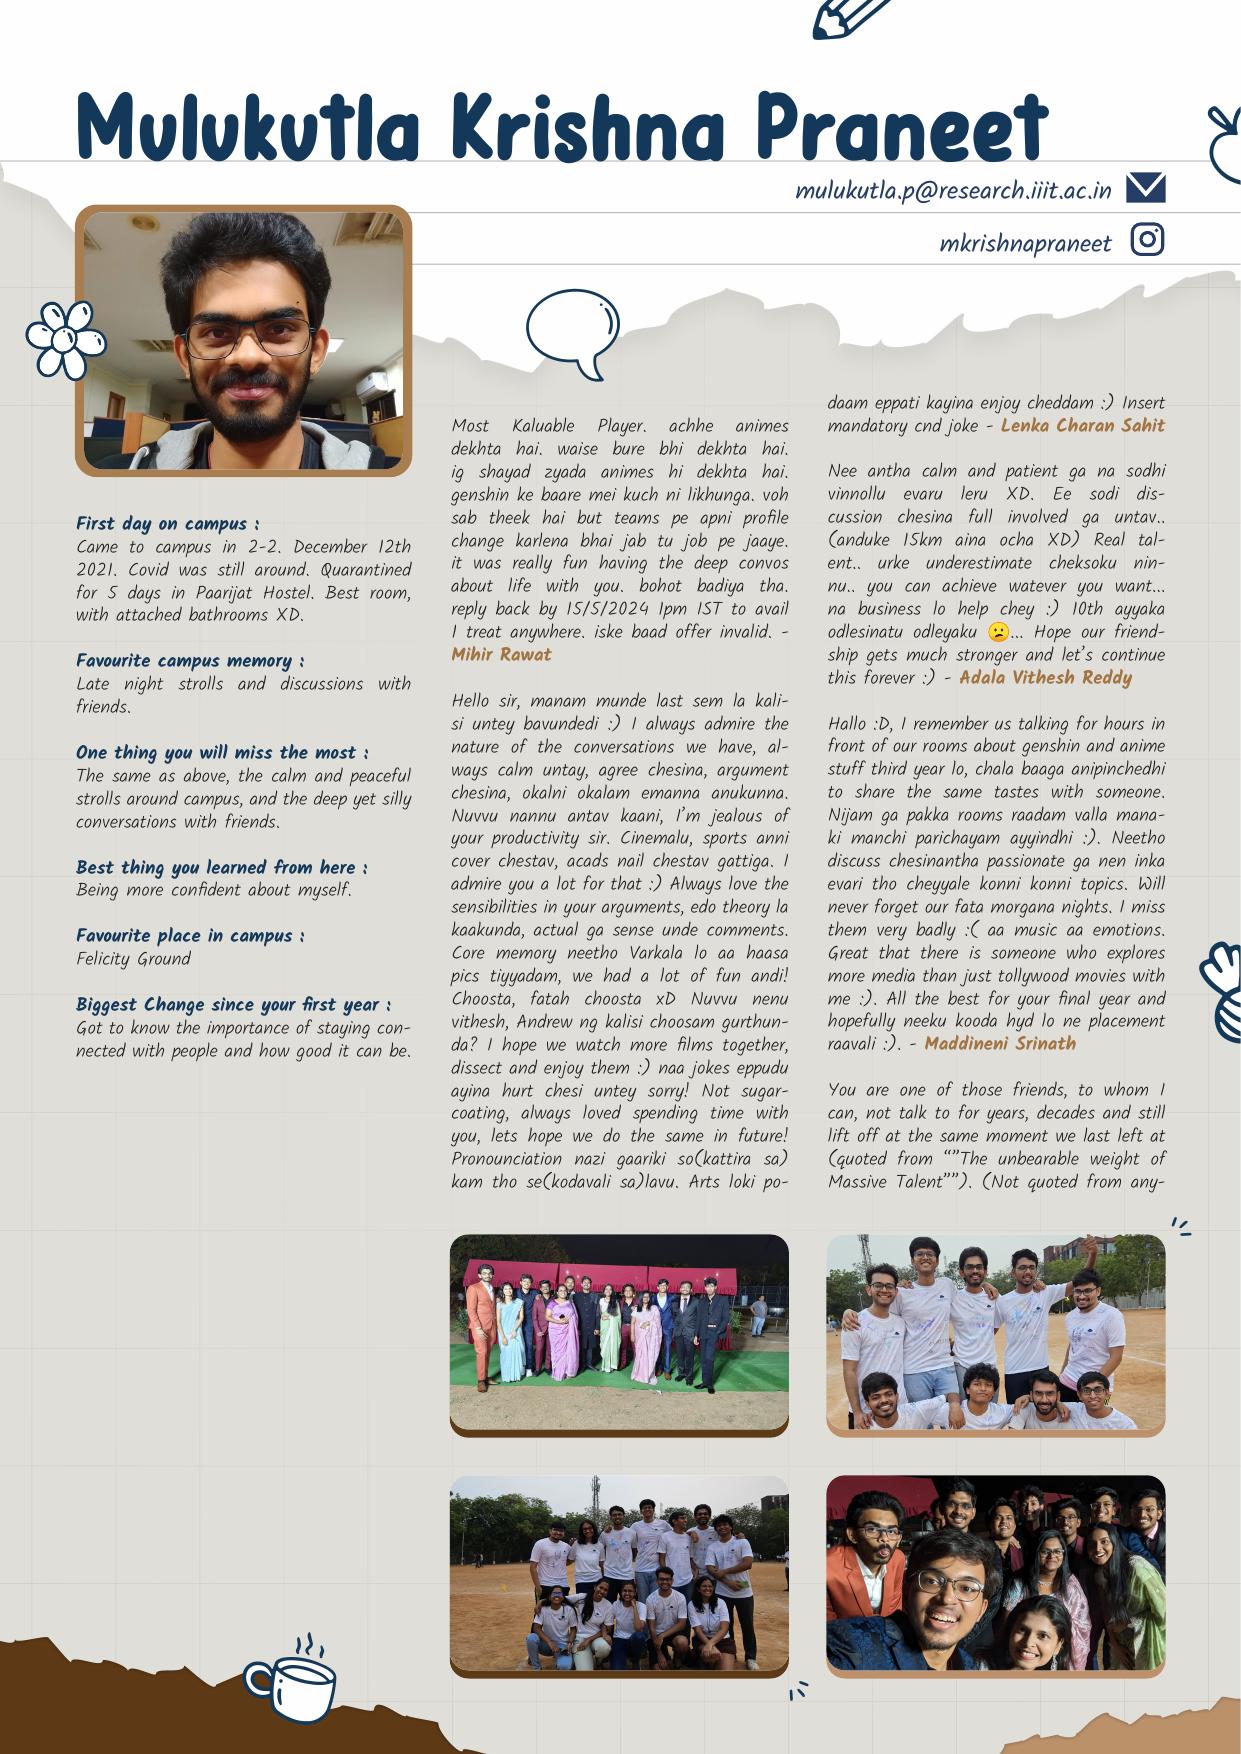 Mulukutla Krishna Praneet
mulukutla.p@research.iiit.ac.in
mkrishnapraneet
First day on campus :
Came to campus in 2-2. December 12th
2021. Covid was still around. Quarantined
for 5 days in Paarijat Hostel. Best room,
with attached bathrooms XD.
Favourite campus memory :
Late night strolls and discussions with
friends.
One thing you will miss the most :
The same as above, the calm and peaceful
strolls around campus, and the deep yet silly
conversations with friends.
Best thing you learned from here :
Being more confident about myself.
Favourite place in campus :
Felicity Ground
Biggest Change since your first year :
Got to know the importance of staying con-
nected with people and how good it can be.
Most Kaluable Player. achhe animes
dekhta hai. waise bure bhi dekhta hai.
ig shayad zyada animes hi dekhta hai.
genshin ke baare mei kuch ni likhunga. voh
sab theek hai but teams pe apni profile
change karlena bhai jab tu job pe jaaye.
it was really fun having the deep convos
about life with you. bohot badiya tha.
reply back by 15/5/2024 1pm IST to avail
1 treat anywhere. iske baad offer invalid. -
Mihir Rawat
Hello sir, manam munde last sem la kali-
si untey bavundedi :) I always admire the
nature of the conversations we have, al-
ways calm untay, agree chesina, argument
chesina, okalni okalam emanna anukunna.
Nuvvu nannu antav kaani, I'm jealous of
your productivity sir. Cinemalu, sports anni
cover chestav, acads nail chestav gattiga. I
admire you a lot for that :) Always love the
sensibilities in your arguments, edo theory la
kaakunda, actual ga sense unde comments.
Core memory neetho Varkala lo aa haasa
pics tiyyadam, we had a lot of fun andi!
Choosta, fatah choosta xD Nuvvu nenu
vithesh, Andrew ng kalisi choosam gurthun-
da? I hope we watch more films together,
dissect and enjoy them :) naa jokes eppudu
ayina hurt chesi untey sorry! Not sugar-
coating, always loved spending time with
you, lets hope we do the same in future!
Pronounciation nazi gaariki so(kattira sa)
kam tho se(kodavali sa)lavu. Arts loki po-
daam eppati kayina enjoy cheddam :) Insert
mandatory cnd joke - Lenka Charan Sahit
Nee antha calm and patient ga na sodhi
vinnollu evaru leru XD. Ee sodi dis-
cussion chesina full involved ga untav..
(anduke 15km aina ocha XD) Real tal-
ent.. urke underestimate cheksoku nin-
nu.. you can achieve watever you want...
na business lo help chey :) 10th ayyaka
odlesinatu odleyaku 😕... Hope our friend-
ship gets much stronger and let's continue
this forever :) - Adala Vithesh Reddy
Hallo :D, I remember us talking for hours in
front of our rooms about genshin and anime
stuff third year lo, chala baaga anipinchedhi
to share the same tastes with someone.
Nijam ga pakka rooms raadam valla mana-
ki manchi parichayam ayyindhi :). Neetho
discuss chesinantha passionate ga nen inka
evari tho cheyyale konni konni topics. Will
never forget our fata morgana nights. I miss
them very badly :( aa music aa emotions.
Great that there is someone who explores
more media than just tollywood movies with
me :). All the best for your final year and
hopefully neeku kooda hyd lo ne placement
raavali :). - Maddineni Srinath
You are one of those friends, to whom I
can, not talk to for years, decades and still
lift off at the same moment we last left at
(quoted from “”The unbearable weight of
Massive Talent””). (Not quoted from any-